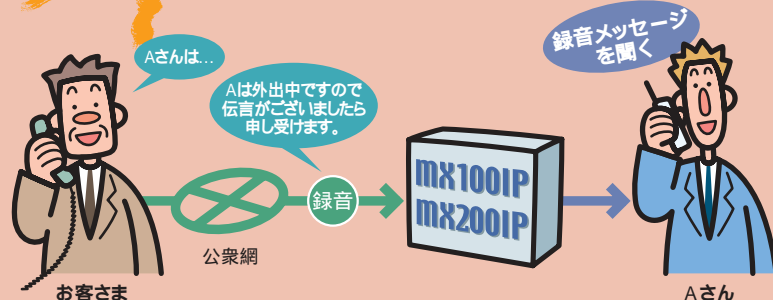 録音メッセージ
を聞く
Aさんは…
Aは外出中ですので
伝言がございましたら
申し受けます。
mx100IP
mx200IP
録音
公衆網
お客さま
Aさん